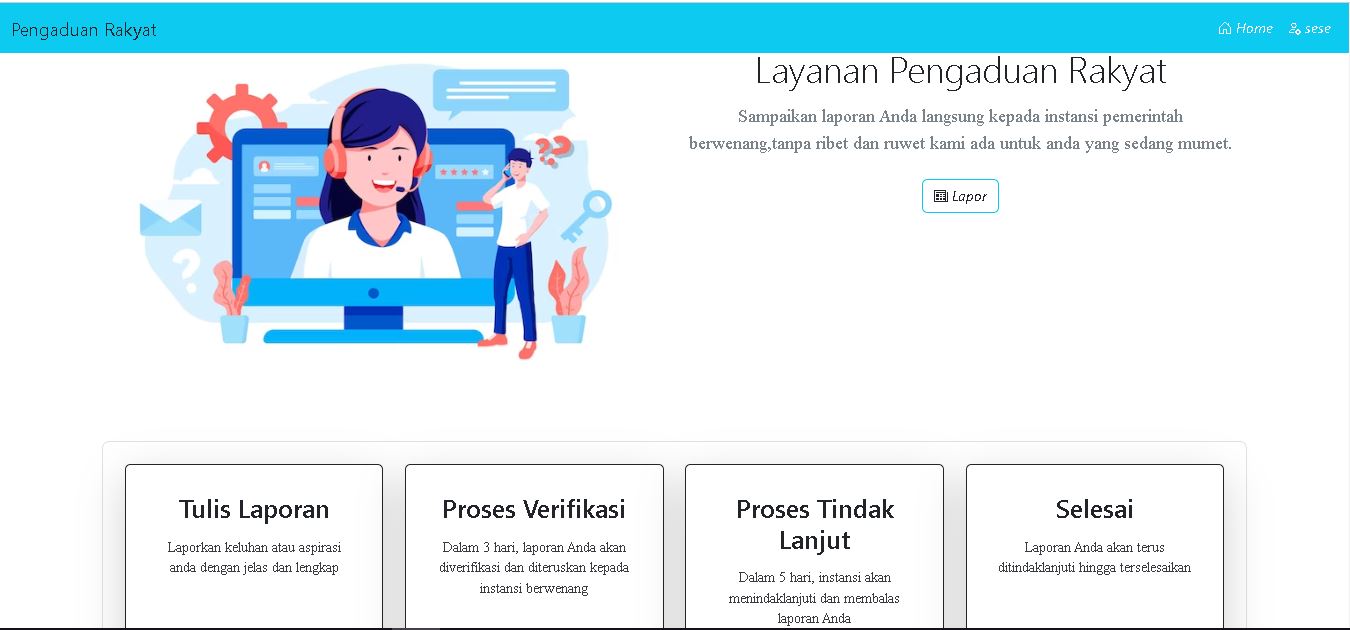 Pengaduan Rakyat
Home
sese
Layanan Pengaduan Rakyat
Sampaikan laporan Anda langsung kepada instansi pemerintah
berwenang,tanpa ribet dan ruwet kami ada untuk anda yang sedang mumet.
Lapor
Tulis Laporan
Laporkan keluhan atau aspirasi
anda dengan jelas dan lengkap
Proses Verifikasi
Dalam 3 hari, laporan Anda akan
diverifikasi dan diteruskan kepada
instansi berwenang
Proses Tindak
Lanjut
Dalam 5 hari, instansi akan
menindaklanjuti dan membalas
laporan Anda
Selesai
Laporan Anda akan terus
ditindaklanjuti hingga terselesaikan